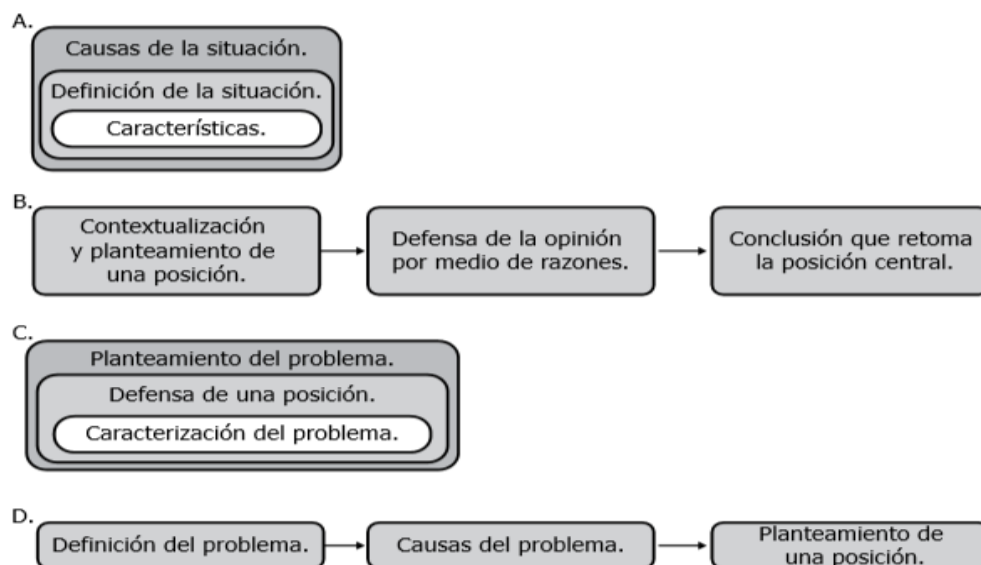 A.
Causas de la situación.
Definición de la situación.
Características.
B.
Contextualización
y planteamiento de
una posición.
Defensa de la opinión
por medio de razones.
Conclusión que retoma
la posición central.
C.
Planteamiento del problema.
Defensa de una posición.
Caracterización del problema.
D.
Definición del problema.
Causas del problema.
Planteamiento de
una posición.